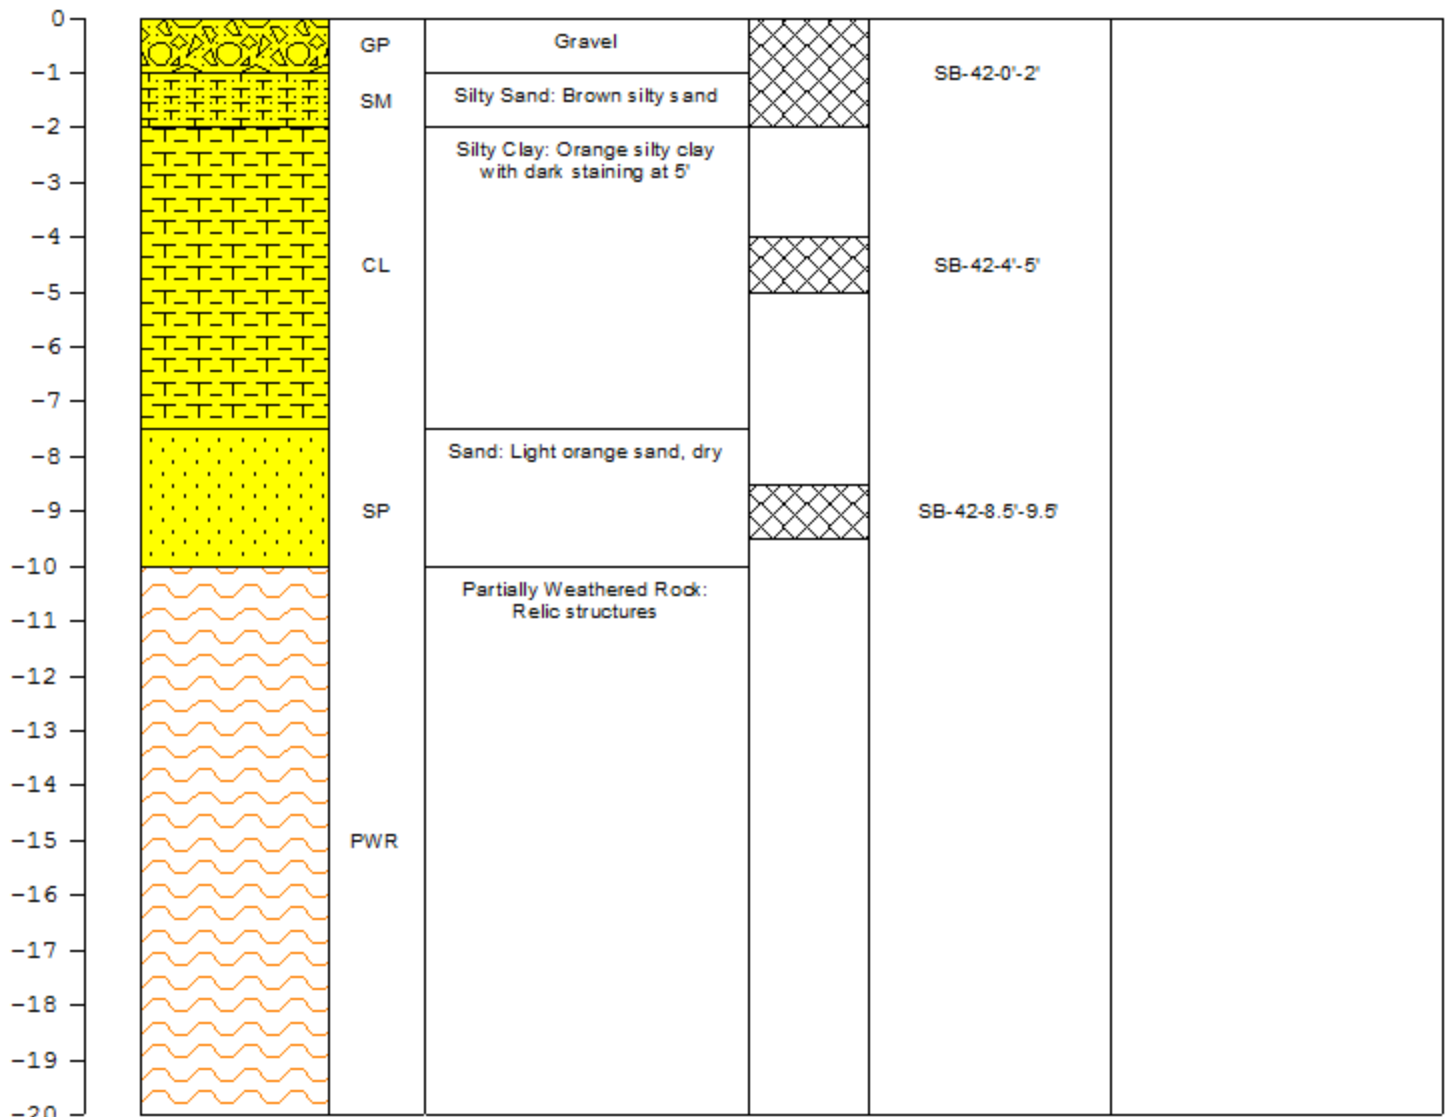 0
GP
Gravel
-1
SB-42-0'-2'
SM
Silty Sand: Brown silty sand
-2
Silty Clay: Orange silty clay
with dark staining at 5'
-3
-4
CL
SB-42-4'-5'
-5
-6
-7
Sand: Light orange sand, dry
-8
-9
SP
SB-42-8.5'-9.5'
-10
Partially Weathered Rock:
Relic structures
-11
-12
-13
-14
-15
PWR
-16
-17
-18
-19
-20